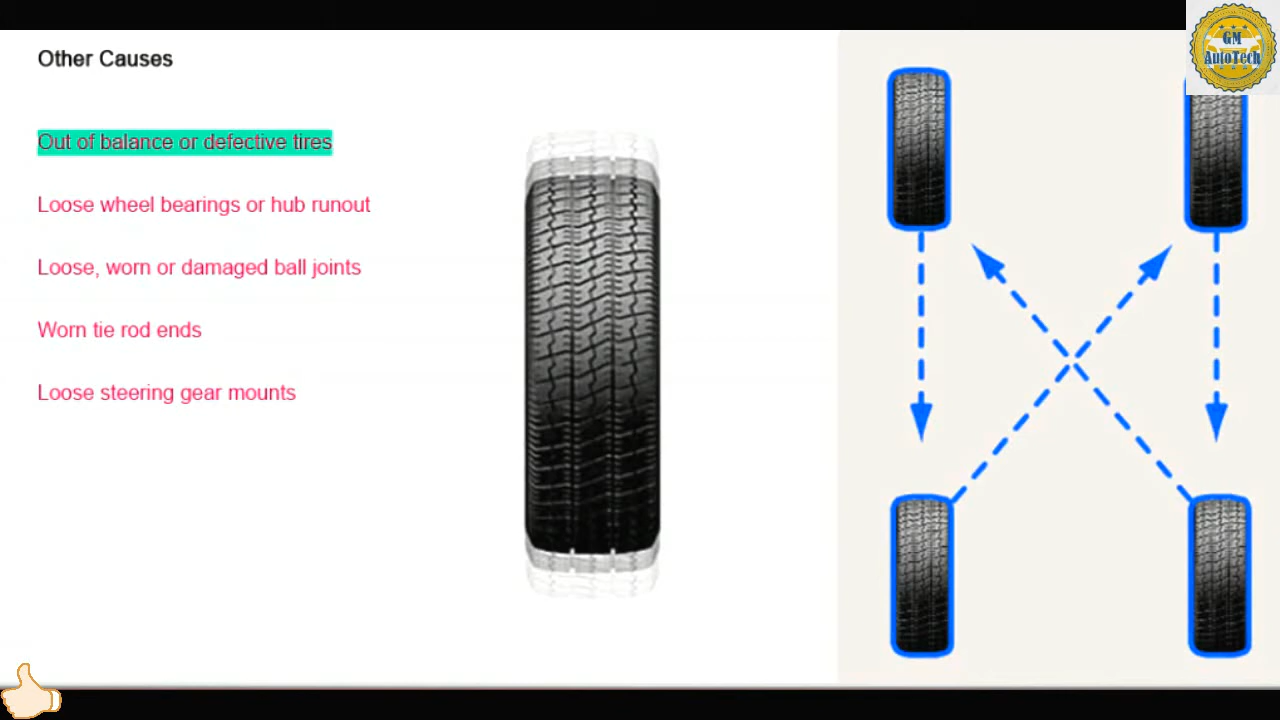 Other Causes
Out of balance or defective tires
Loose wheel bearings or hub runout
Loose, worn or damaged ball joints
Worn tie rod ends
Loose steering gear mounts
GM
AutoTech